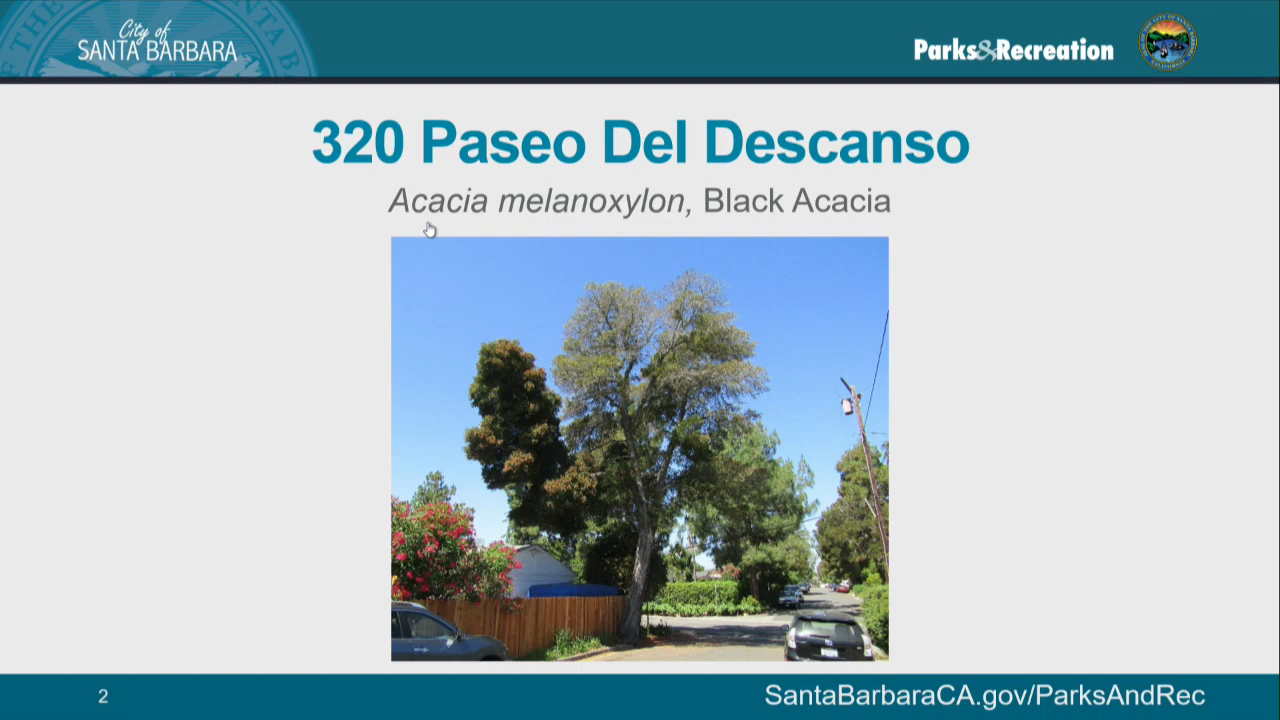 City of
SANTA BARBARA
Parks&Recreation
320 Paseo Del Descanso
Acacia melanoxylon, Black Acacia
2
SantaBarbaraCA.gov/ParksAndRec